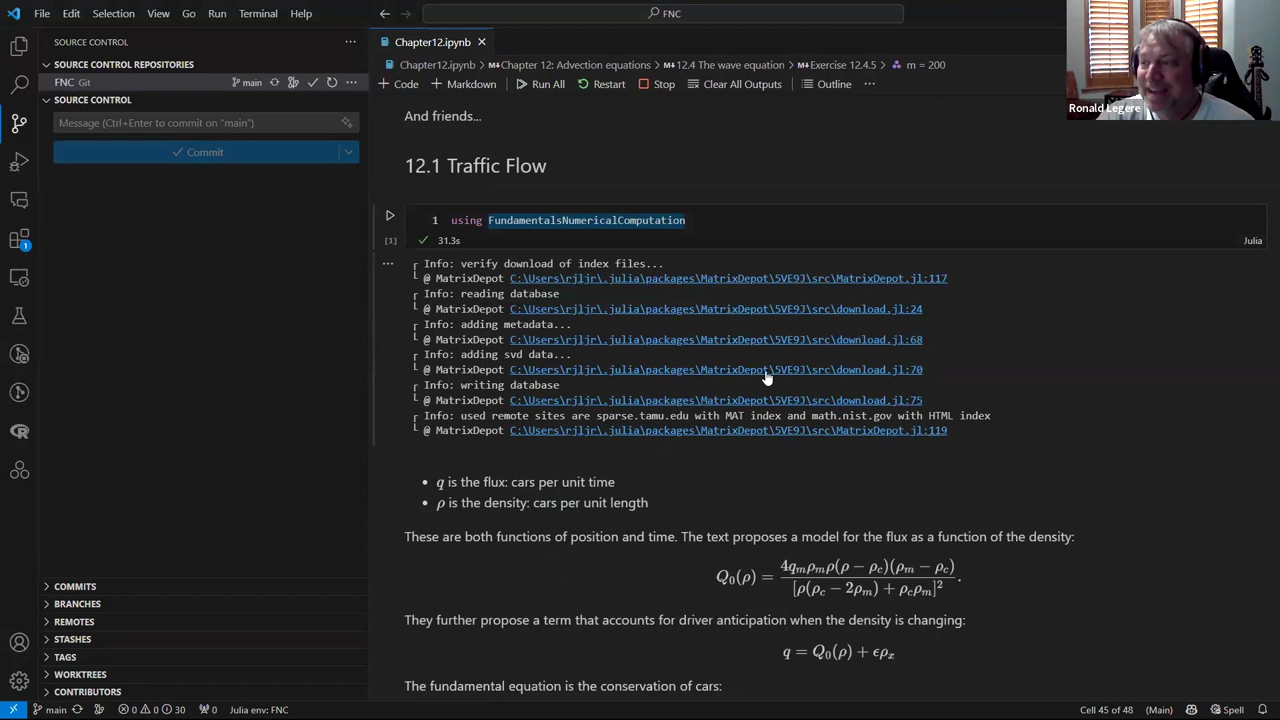 File Edit Selection View Go Run Terminal Help
FNC
Ronald Legere
SOURCE CONTROL
SOURCE CONTROL REPOSITORIES
FNC Git
main
SOURCE CONTROL
Message (Ctrl+Enter to commit on "main")
Commit
1
COMMITS
BRANCHES
REMOTES
STASHES
TAGS
WORKTREES
CONTRIBUTORS
Chapter12.ipynb
Chapter12.ipynb > Chapter 12: Advection equations > 12.4 The wave equation > Exercise 12.4.5 > m = 200
+ Code + Markdown Run All Restart Stop Clear All Outputs Outline ...
And friends...
12.1 Traffic Flow
1 using FundamentalsNumericalComputation
[1] 31.3s Julia
┌ Info: verify download of index files...
└ @ MatrixDepot C:\Users\rjljr\.julia\packages\MatrixDepot\5VE9J\src\MatrixDepot.jl:117
┌ Info: reading database
└ @ MatrixDepot C:\Users\rjljr\.julia\packages\MatrixDepot\5VE9J\src\download.jl:24
┌ Info: adding metadata...
└ @ MatrixDepot C:\Users\rjljr\.julia\packages\MatrixDepot\5VE9J\src\download.jl:68
┌ Info: adding svd data...
└ @ MatrixDepot C:\Users\rjljr\.julia\packages\MatrixDepot\5VE9J\src\download.jl:70
┌ Info: writing database
└ @ MatrixDepot C:\Users\rjljr\.julia\packages\MatrixDepot\5VE9J\src\download.jl:75
┌ Info: used remote sites are sparse.tamu.edu with MAT index and math.nist.gov with HTML index
└ @ MatrixDepot C:\Users\rjljr\.julia\packages\MatrixDepot\5VE9J\src\MatrixDepot.jl:119
• q is the flux: cars per unit time
• ρ is the density: cars per unit length
These are both functions of position and time. The text proposes a model for the flux as a function of the density:
Q₀(ρ) = 4qₘρₘρ(ρ − ρ_c)(ρₘ − ρ_c) / [ρ(ρ_c − 2ρₘ) + ρ_cρₘ]² .
They further propose a term that accounts for driver anticipation when the density is changing:
q = Q₀(ρ) + ϵρₓ
The fundamental equation is the conservation of cars:
main 0 0 30 0 Julia env: FNC Cell 45 of 48 (Main) Spell